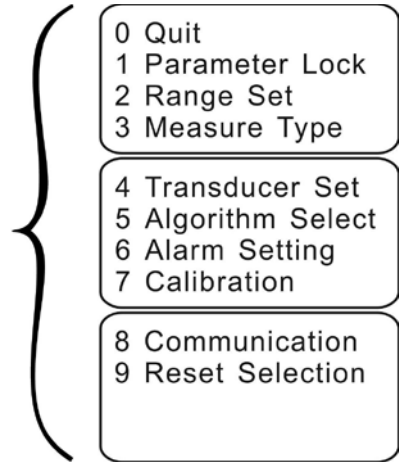 0 Quit
1 Parameter Lock
2 Range Set
3 Measure Type
4 Transducer Set
5 Algorithm Select
6 Alarm Setting
7 Calibration
8 Communication
9 Reset Selection